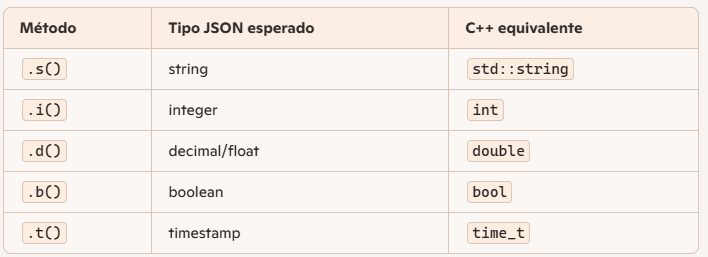 Método Tipo JSON esperado C++ equivalente
.s() string std::string
.i() integer int
.d() decimal/float double
.b() boolean bool
.t() timestamp time_t